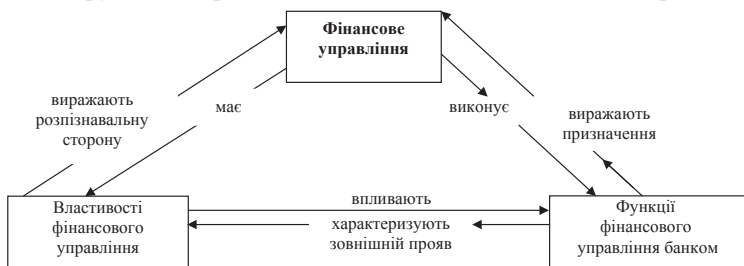 Фінансове
управління
виражають
розпізнавальну
сторону
має
виконує
виражають
призначення
Властивості
фінансового
управління
впливають
характеризують
зовнішній прояв
Функції
фінансового
управління банком